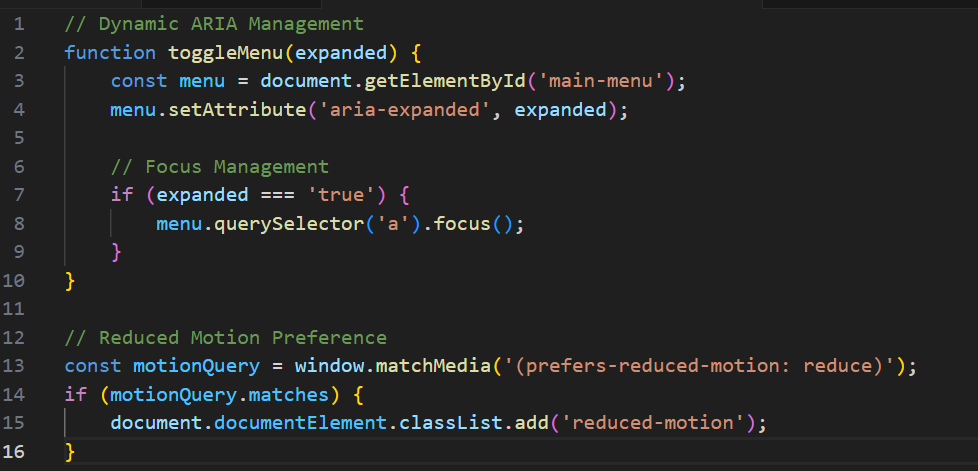 1 // Dynamic ARIA Management
2 function toggleMenu(expanded) {
3     const menu = document.getElementById('main-menu');
4     menu.setAttribute('aria-expanded', expanded);
5
6     // Focus Management
7     if (expanded === 'true') {
8         menu.querySelector('a').focus();
9     }
10 }
11
12 // Reduced Motion Preference
13 const motionQuery = window.matchMedia('(prefers-reduced-motion: reduce)');
14 if (motionQuery.matches) {
15     document.documentElement.classList.add('reduced-motion');
16 }